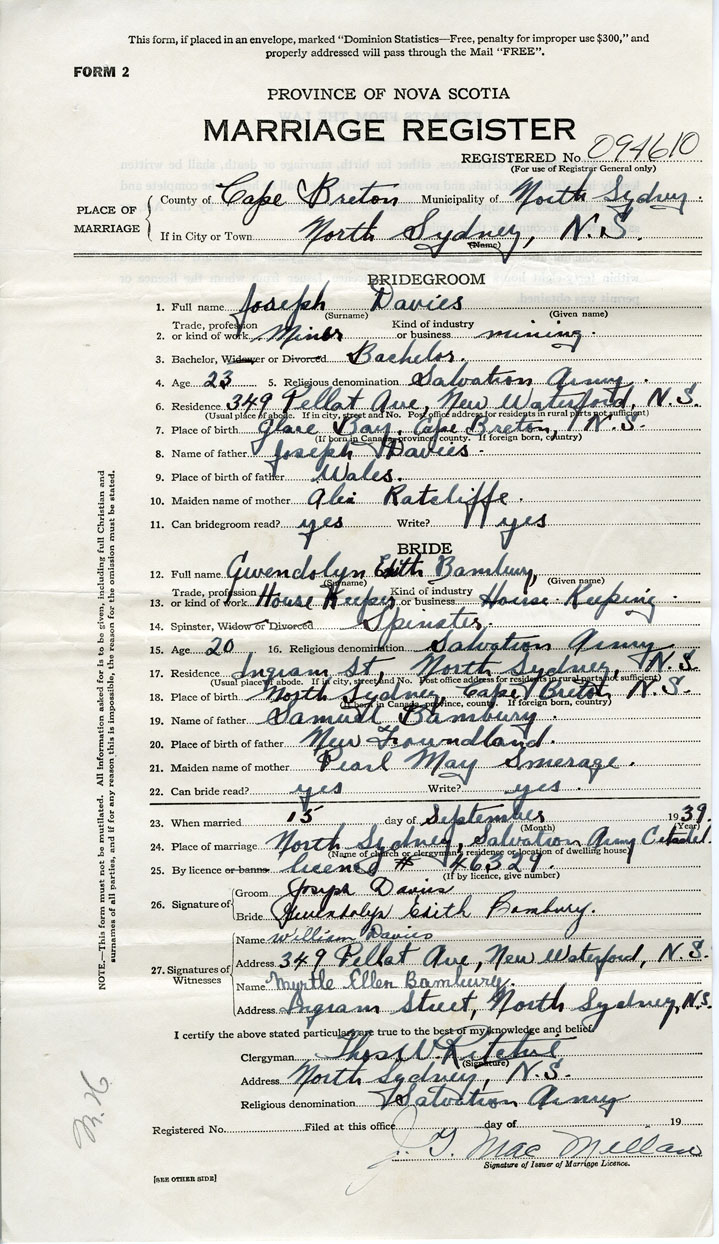 This form, if placed in an envelope, marked "Dominion Statistics—Free, penalty for improper use $300," and
properly addressed will pass through the Mail "FREE".
FORM 2
PROVINCE OF NOVA SCOTIA
MARRIAGE REGISTER
REGISTERED No. 094610
(For use of Registrar General only)
PLACE OF MARRIAGE
County of Cape Breton Municipality of North Sydney.
If in City or Town North Sydney, N.S.
(Name)
BRIDEGROOM
1. Full name Joseph Davies
(Surname) (Given name)
2. Trade, profession or kind of work Miner Kind of industry or business mining.
3. Bachelor, Widower or Divorced Bachelor.
4. Age 23 5. Religious denomination Salvation Army.
6. Residence 349 Pellat Ave, New Waterford, N.S.
(Usual place of abode. If in city, street and No. Post office address for residents in rural parts not sufficient)
7. Place of birth Glace Bay, Cape Breton, N.S.
(If born in Canada, province, county. If foreign born, country)
8. Name of father Joseph Davies.
9. Place of birth of father Wales.
10. Maiden name of mother Ratcliffe.
11. Can bridegroom read? yes Write? yes
BRIDE
12. Full name Gwendolyn Edith Bambury,
(Surname) (Given name)
13. Trade, profession or kind of work House Keeper Kind of industry or business House Keeping.
14. Spinster, Widow or Divorced Spinster.
15. Age 20 16. Religious denomination Salvation Army
17. Residence Ingram St, North Sydney, N.S.
(Usual place of abode. If in city, street and No. Post office address for residents in rural parts not sufficient)
18. Place of birth North Sydney, Cape Breton N.S.
(If born in Canada, province, county. If foreign born, country)
19. Name of father Samuel Bambury.
20. Place of birth of father New Foundland.
21. Maiden name of mother Pearl May Smerage.
22. Can bride read? yes Write? yes.
23. When married 15 day of September 1939.
(Month) (Year)
24. Place of marriage North Sydney, Salvation Army Citadel.
(Name of church or clergyman's residence or location of dwelling house)
25. By licence or banns licence # 46329.
(If by licence, give number)
26. Signature of Groom Joseph Davies
Bride Gwendolyn Edith Bambury.
27. Signatures of Witnesses
Name William Davies
Address 349 Pellat Ave, New Waterford, N.S.
Name Myrtle Ellen Bambury.
Address Ingram Street, North Sydney, N.S.
I certify the above stated particulars are true to the best of my knowledge and belief.
Clergyman Thos W. Ritchie
(Signature)
Address North Sydney, N.S.
Religious denomination Salvation Army
Registered No. Filed at this office day of 19
J. G. MacMillan
Signature of Issuer of Marriage Licence.
[SEE OTHER SIDE]
NOTE.—This form must not be mutilated. All information asked for is to be given, including full Christian and
surnames of all parties, and if for any reason this is impossible, the reason for the omission must be stated.